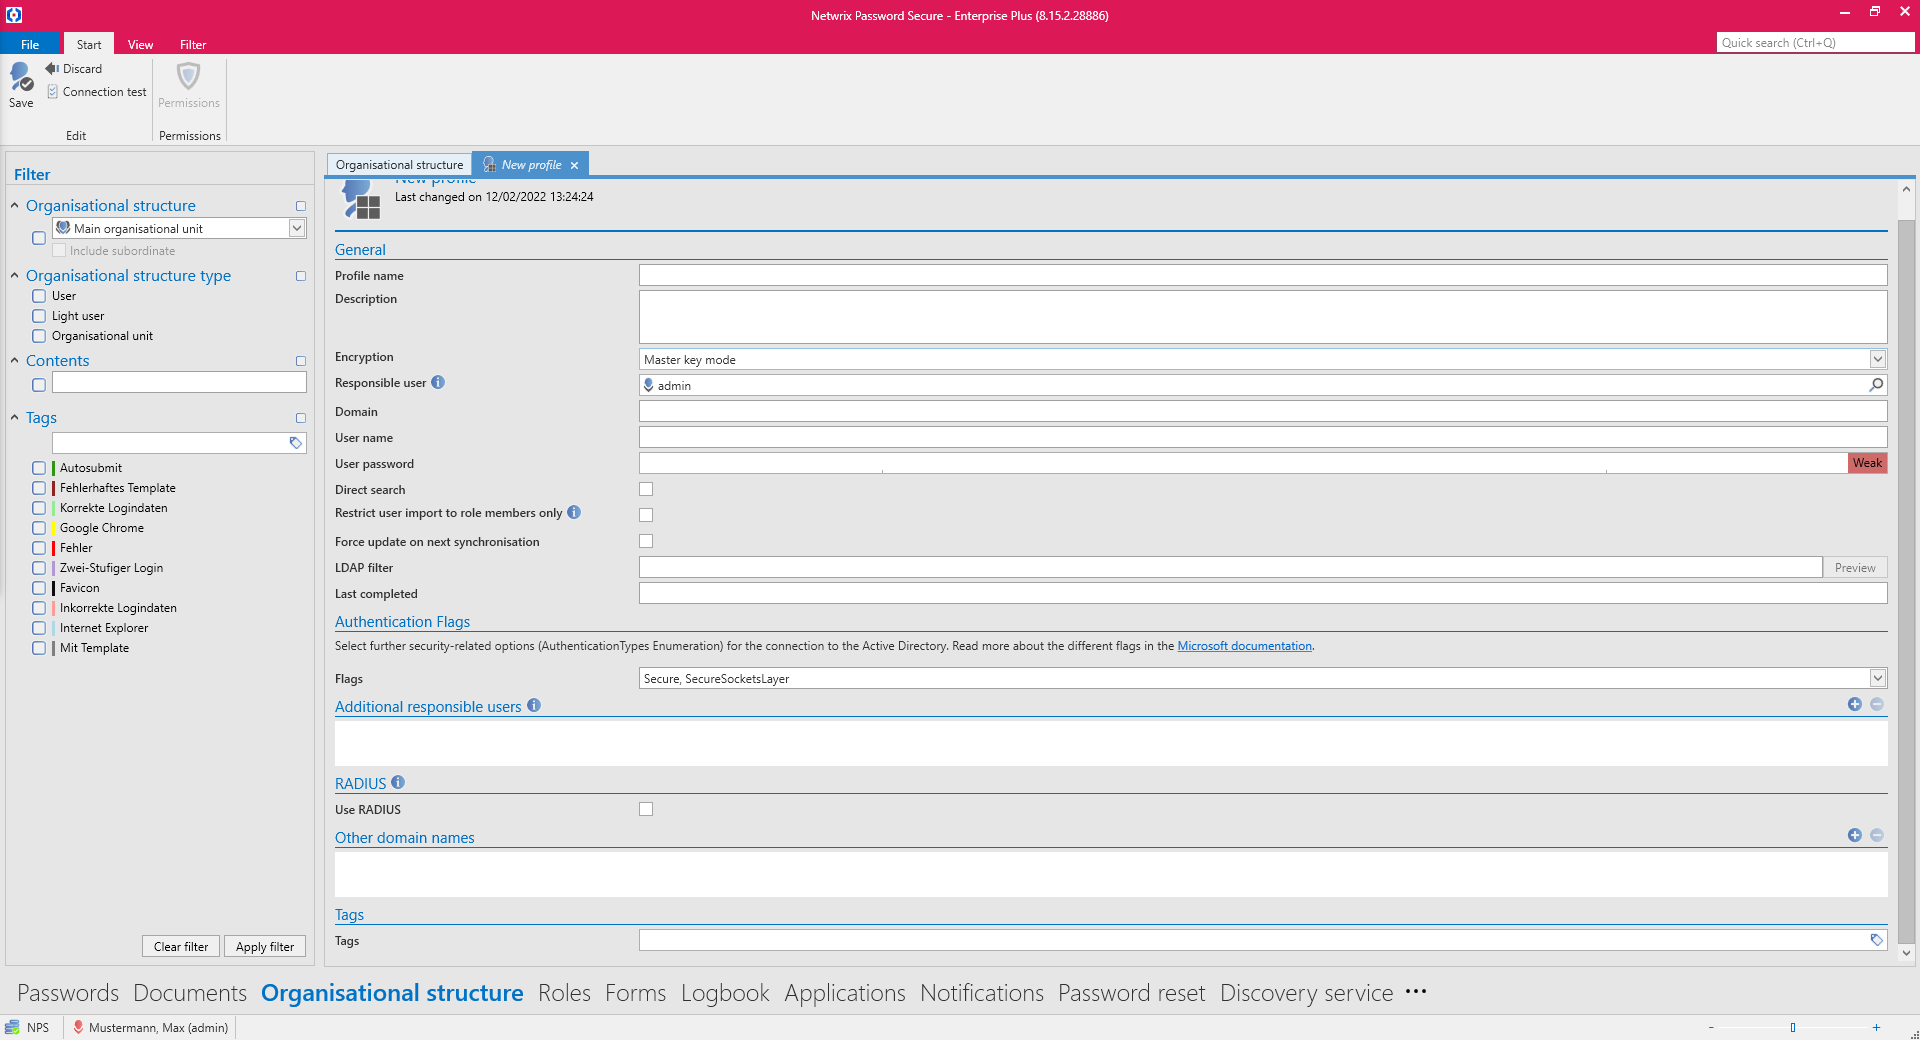 Netwrix Password Secure - Enterprise Plus (8.15.2.28886)
File Start View Filter
Quick search (Ctrl+Q)
Save
Discard
Connection test
Edit
Permissions
Permissions
Filter
Organisational structure
Main organisational unit
Include subordinate
Organisational structure type
User
Light user
Organisational unit
Contents
Tags
Autosubmit
Fehlerhaftes Template
Korrekte Logindaten
Google Chrome
Fehler
Zwei-Stufiger Login
Favicon
Inkorrekte Logindaten
Internet Explorer
Mit Template
Clear filter Apply filter
Organisational structure New profile
New profile
Last changed on 12/02/2022 13:24:24
General
Profile name
Description
Encryption Master key mode
Responsible user admin
Domain
User name
User password Weak
Direct search
Restrict user import to role members only
Force update on next synchronisation
LDAP filter Preview
Last completed
Authentication Flags
Select further security-related options (AuthenticationTypes Enumeration) for the connection to the Active Directory. Read more about the different flags in the Microsoft documentation.
Flags Secure, SecureSocketsLayer
Additional responsible users
RADIUS
Use RADIUS
Other domain names
Tags
Tags
Passwords Documents Organisational structure Roles Forms Logbook Applications Notifications Password reset Discovery service •••
NPS Mustermann, Max (admin)